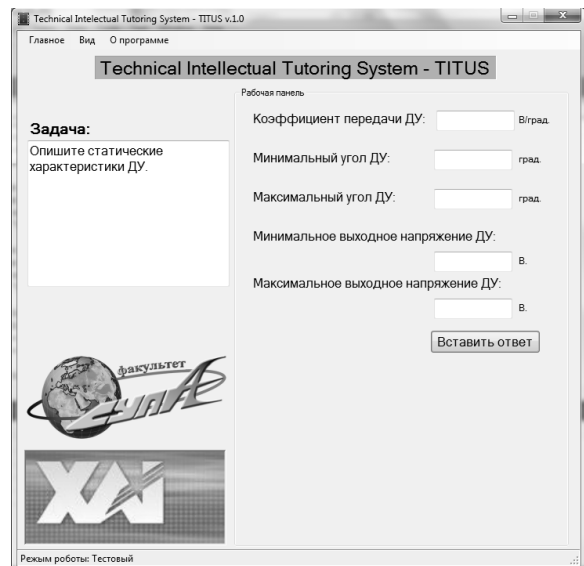 Technical Intelectual Tutoring System - TITUS v.1.0
Главное Вид О программе
Technical Intellectual Tutoring System - TITUS
Рабочая панель
Задача:
Опишите статические
характеристики ДУ.
Коэффициент передачи ДУ: В/град.
Минимальный угол ДУ: град.
Максимальный угол ДУ: град.
Минимальное выходное напряжение ДУ:
В.
Максимальное выходное напряжение ДУ:
В.
Вставить ответ
факультет
СУЛА
ХАІ
Режим роботы: Тестовый